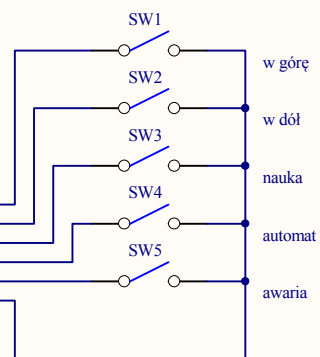 SW1
w górę
SW2
w dół
SW3
nauka
SW4
automat
SW5
awaria